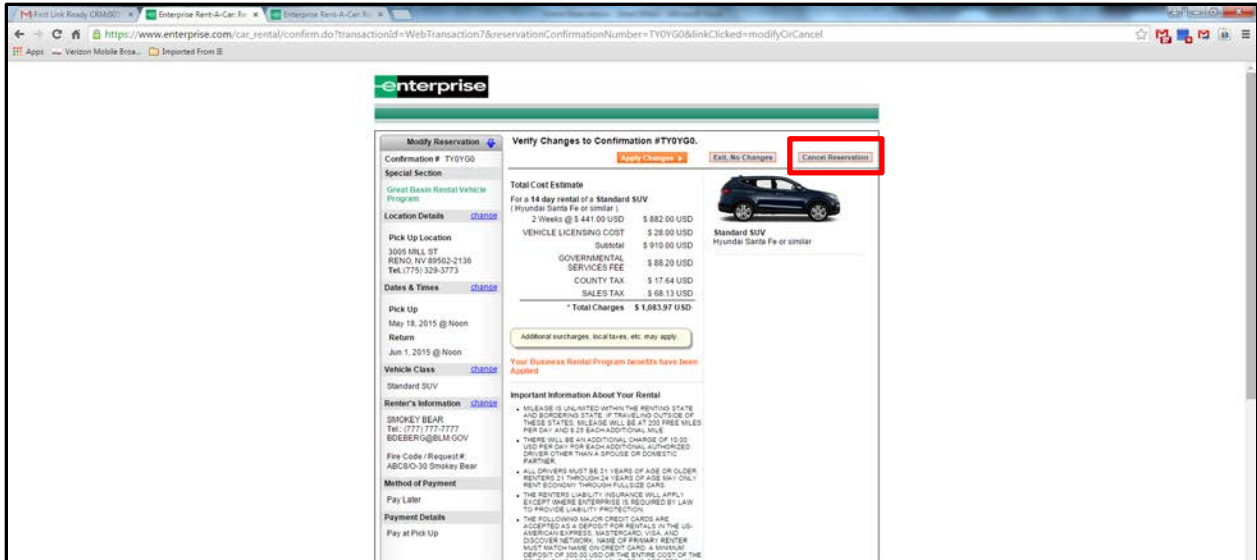 First Link Ready CRM:001
Enterprise Rent-A-Car: Re
Enterprise Rent-A-Car: Re
https://www.enterprise.com/car_rental/confirm.do?transactionId=WebTransaction7&reservationConfirmationNumber=TY0YG0&linkClicked=modifyOrCancel
Apps
Verizon Mobile Broa...
Imported From IE
enterprise
Modify Reservation
Confirmation # TY0YG0
Special Section
Great Basin Rental Vehicle
Program
Location Details change
Pick Up Location
3005 MILL ST
RENO, NV 89502-2136
Tel.:(775) 329-3773
Dates & Times change
Pick Up
May 18, 2015 @ Noon
Return
Jun 1, 2015 @ Noon
Vehicle Class change
Standard SUV
Renter's Information change
SMOKEY BEAR
Tel.: (777) 777-7777
BDEBERG@BLM.GOV
Fire Code / Request #:
ABC8/O-30 Smokey Bear
Method of Payment
Pay Later
Payment Details
Pay at Pick Up
Verify Changes to Confirmation #TY0YG0.
Apply Changes
Exit, No Changes
Cancel Reservation
Total Cost Estimate
For a 14 day rental of a Standard SUV
( Hyundai Santa Fe or similar ).
2 Weeks @ $ 441.00 USD $ 882.00 USD
VEHICLE LICENSING COST $ 28.00 USD
Subtotal $ 910.00 USD
GOVERNMENTAL
SERVICES FEE $ 88.20 USD
COUNTY TAX $ 17.64 USD
SALES TAX $ 68.13 USD
* Total Charges $ 1,083.97 USD
Additional surcharges, local taxes, etc. may apply.
Your Business Rental Program benefits have been
Applied
Standard SUV
Hyundai Santa Fe or similar
Important Information About Your Rental
MILEAGE IS UNLIMITED WITHIN THE RENTING STATE
AND BORDERING STATE. IF TRAVELING OUTSIDE OF
THESE STATES, MILEAGE WILL BE AT 200 FREE MILES
PER DAY AND $.25 EACH ADDITIONAL MILE.
THERE WILL BE AN ADDITIONAL CHARGE OF 10.00
USD PER DAY FOR EACH ADDITIONAL AUTHORIZED
DRIVER OTHER THAN A SPOUSE OR DOMESTIC
PARTNER.
ALL DRIVERS MUST BE 21 YEARS OF AGE OR OLDER.
RENTERS 21 THROUGH 24 YEARS OF AGE MAY ONLY
RENT ECONOMY THROUGH FULLSIZE CARS.
THE RENTERS LIABILITY INSURANCE WILL APPLY
EXCEPT WHERE ENTERPRISE IS REQUIRED BY LAW
TO PROVIDE LIABILITY PROTECTION.
THE FOLLOWING MAJOR CREDIT CARDS ARE
ACCEPTED AS A DEPOSIT FOR RENTALS IN THE US-
AMERICAN EXPRESS, MASTERCARD, VISA, AND
DISCOVER NETWORK. NAME OF PRIMARY RENTER
MUST MATCH NAME ON CREDIT CARD. A MINIMUM
DEPOSIT OF 300.00 USD OR THE ENTIRE COST OF THE